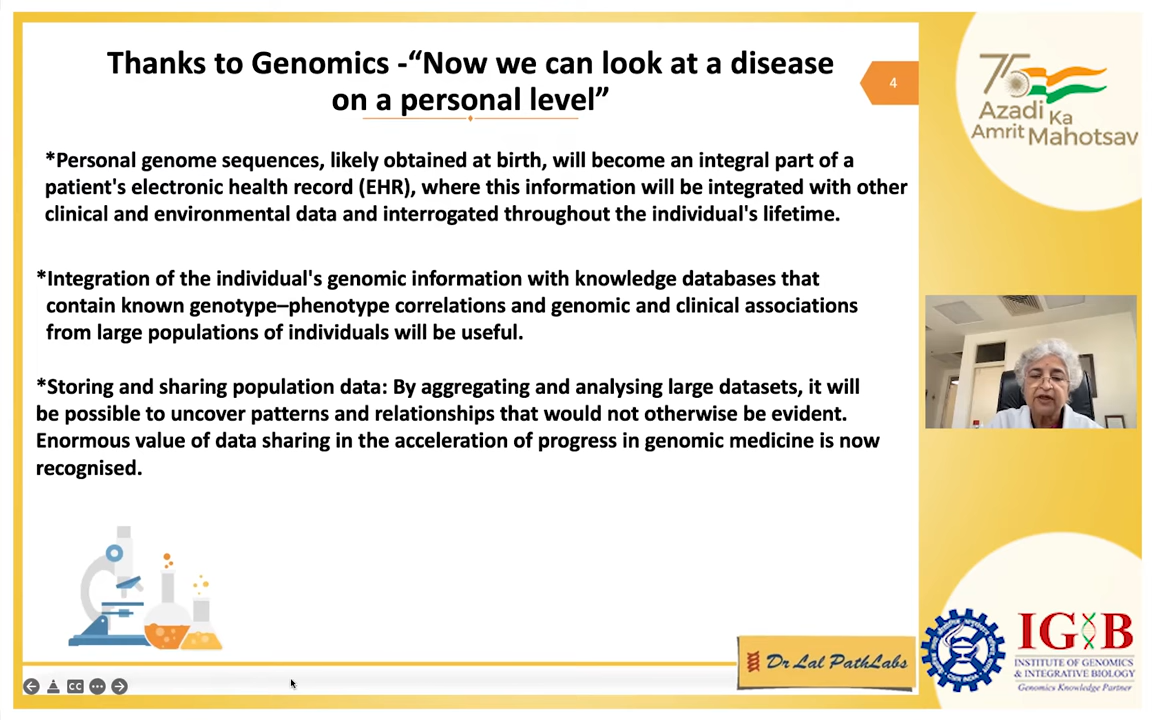 Thanks to Genomics -“Now we can look at a disease
on a personal level”
4
*Personal genome sequences, likely obtained at birth, will become an integral part of a
patient's electronic health record (EHR), where this information will be integrated with other
clinical and environmental data and interrogated throughout the individual's lifetime.
*Integration of the individual's genomic information with knowledge databases that
contain known genotype–phenotype correlations and genomic and clinical associations
from large populations of individuals will be useful.
*Storing and sharing population data: By aggregating and analysing large datasets, it will
be possible to uncover patterns and relationships that would not otherwise be evident.
Enormous value of data sharing in the acceleration of progress in genomic medicine is now
recognised.
Dr Lal PathLabs
CC
75
Azadi Ka
Amrit Mahotsav
IGIB
INSTITUTE OF GENOMICS
& INTEGRATIVE BIOLOGY
Genomics Knowledge Partner